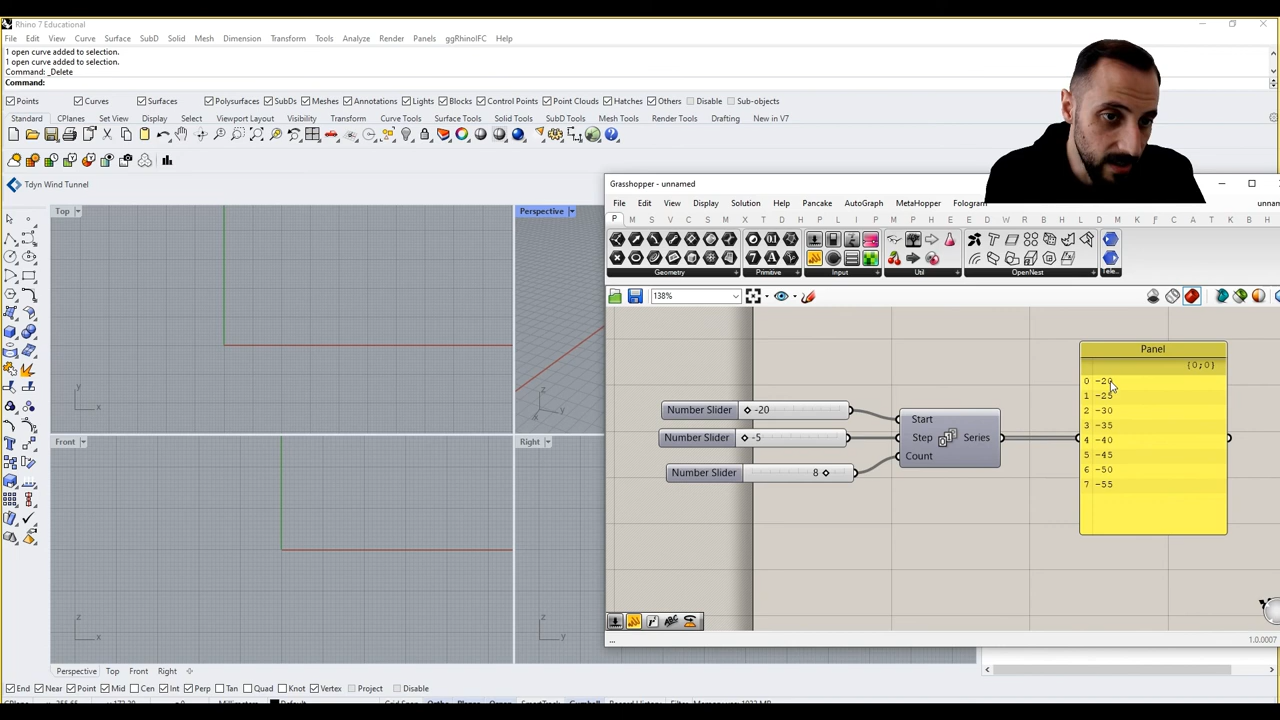 Rhino 7 Educational
File Edit View Curve Surface SubD Solid Mesh Dimension Transform Tools Analyze Render Panels ggRhinoIFC Help
1 open curve added to selection.
1 open curve added to selection.
Command: _Delete
Command:
Points Curves Surfaces Polysurfaces SubDs Meshes Annotations Lights Blocks Control Points Point Clouds Hatches Others Disable Sub-objects
Standard CPlanes Set View Display Select Viewport Layout Visibility Transform Curve Tools Surface Tools Solid Tools SubD Tools Mesh Tools Render Tools Drafting New in V7
Tdyn Wind Tunnel
Top
Perspective
y
x
z
x y
Front
Right
z
x
z
y
Perspective Top Front Right
End Near Point Mid Cen Int Perp Tan Quad Knot Vertex Project Disable
Grasshopper - unnamed
File Edit View Display Solution Help Pancake AutoGraph MetaHopper Fologram
P M S V C S M I T X T W E L H P E B K B D F H D E W R L D M K F A T K
Geometry Primitive Input Util OpenNest Tele...
138%
Number Slider -20
Number Slider -5
Number Slider 8
Start
Step
Count
Series
Panel
{0;0}
0 -20
1 -25
2 -30
3 -35
4 -40
5 -45
6 -50
7 -55
...
1.0.0007